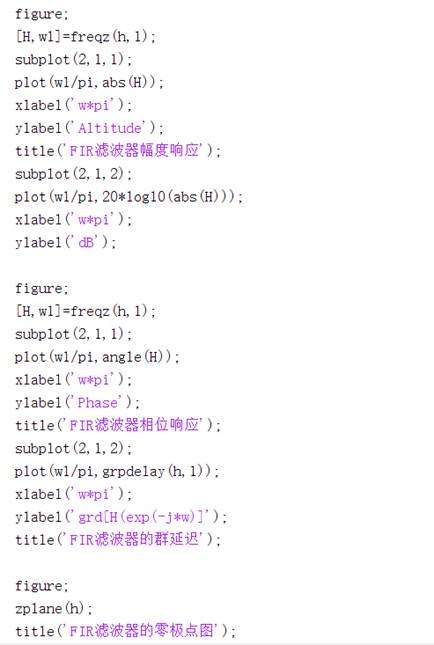 figure;
[H,w1]=freqz(h,1);
subplot(2,1,1);
plot(w1/pi,abs(H));
xlabel('w*pi');
ylabel('Altitude');
title('FIR滤波器幅度响应');
subplot(2,1,2);
plot(w1/pi,20*log10(abs(H)));
xlabel('w*pi');
ylabel('dB');
figure;
[H,w1]=freqz(h,1);
subplot(2,1,1);
plot(w1/pi,angle(H));
xlabel('w*pi');
ylabel('Phase');
title('FIR滤波器相位响应');
subplot(2,1,2);
plot(w1/pi,grpdelay(h,1));
xlabel('w*pi');
ylabel('grd[H(exp(-j*w)]');
title('FIR滤波器的群延迟');
figure;
zplane(h);
title('FIR滤波器的零极点图');